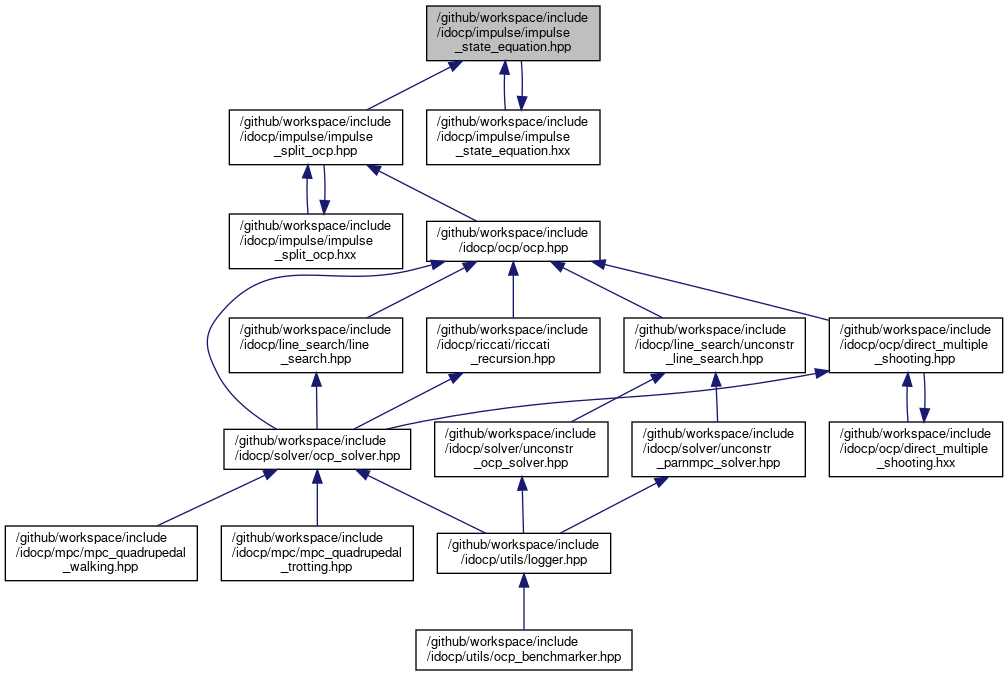 /github/workspace/include
/idocp/impulse/impulse
_state_equation.hpp
/github/workspace/include
/idocp/impulse/impulse
_split_ocp.hpp
/github/workspace/include
/idocp/impulse/impulse
_state_equation.hxx
/github/workspace/include
/idocp/impulse/impulse
_split_ocp.hxx
/github/workspace/include
/idocp/ocp/ocp.hpp
/github/workspace/include
/idocp/line_search/line
_search.hpp
/github/workspace/include
/idocp/riccati/riccati
_recursion.hpp
/github/workspace/include
/idocp/line_search/unconstr
_line_search.hpp
/github/workspace/include
/idocp/ocp/direct_multiple
_shooting.hpp
/github/workspace/include
/idocp/solver/ocp_solver.hpp
/github/workspace/include
/idocp/solver/unconstr
_ocp_solver.hpp
/github/workspace/include
/idocp/solver/unconstr
_parnmpc_solver.hpp
/github/workspace/include
/idocp/ocp/direct_multiple
_shooting.hxx
/github/workspace/include
/idocp/mpc/mpc_quadrupedal
_walking.hpp
/github/workspace/include
/idocp/mpc/mpc_quadrupedal
_trotting.hpp
/github/workspace/include
/idocp/utils/logger.hpp
/github/workspace/include
/idocp/utils/ocp_benchmarker.hpp